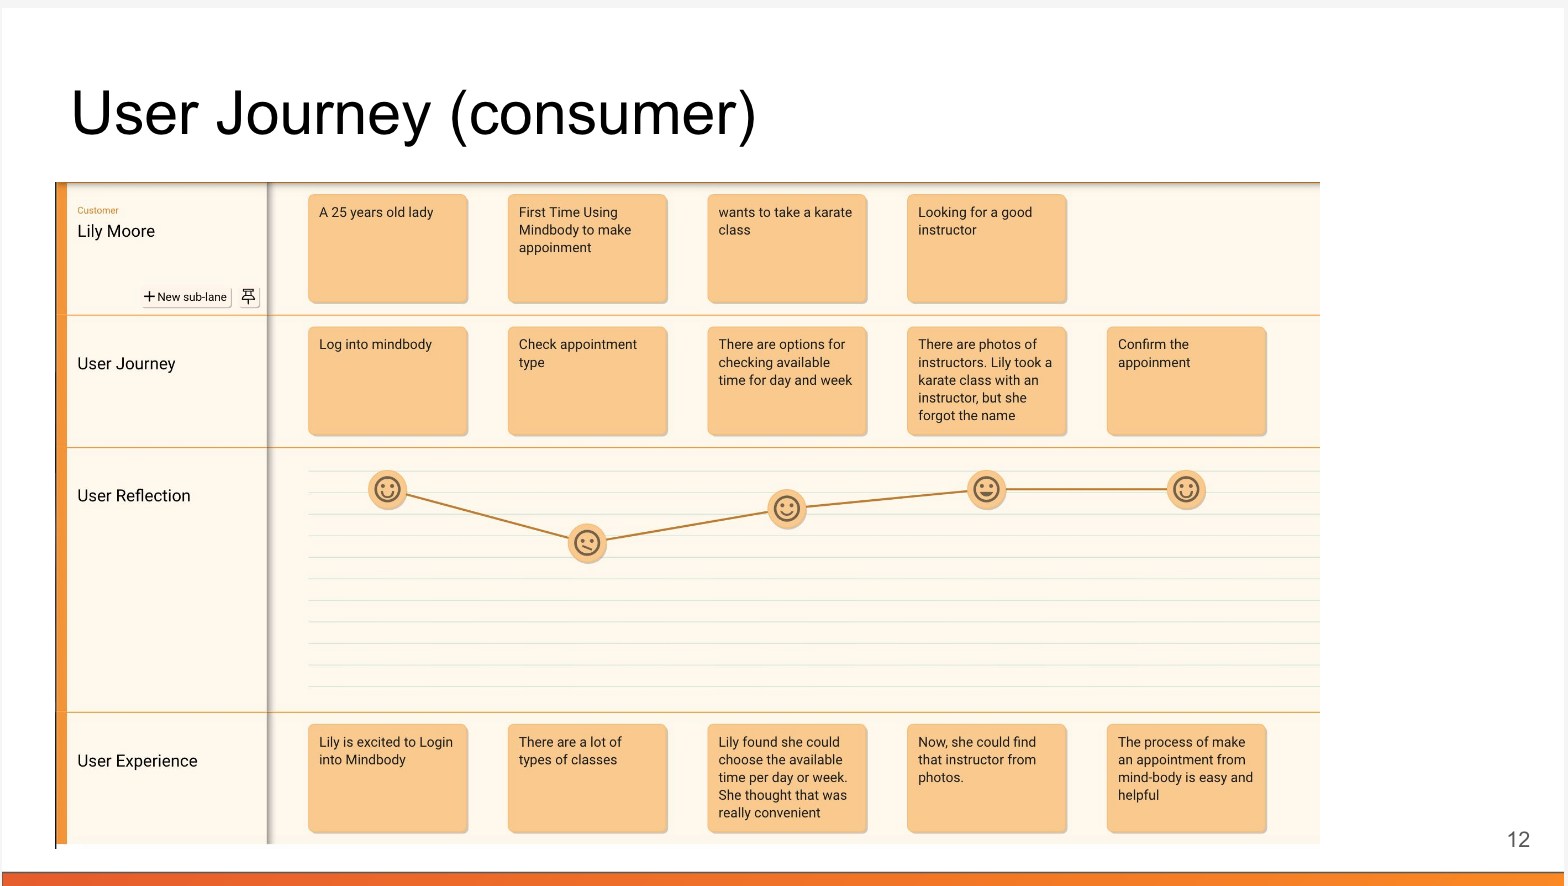 User Journey (consumer)
Customer
Lily Moore
+ New sub-lane
A 25 years old lady
First Time Using
Mindbody to make
appoinment
wants to take a karate
class
Looking for a good
instructor
User Journey
Log into mindbody
Check appointment
type
There are options for
checking available
time for day and week
There are photos of
instructors. Lily took a
karate class with an
instructor, but she
forgot the name
Confirm the
appoinment
User Reflection
User Experience
Lily is excited to Login
into Mindbody
There are a lot of
types of classes
Lily found she could
choose the available
time per day or week.
She thought that was
really convenient
Now, she could find
that instructor from
photos.
The process of make
an appointment from
mind-body is easy and
helpful
12